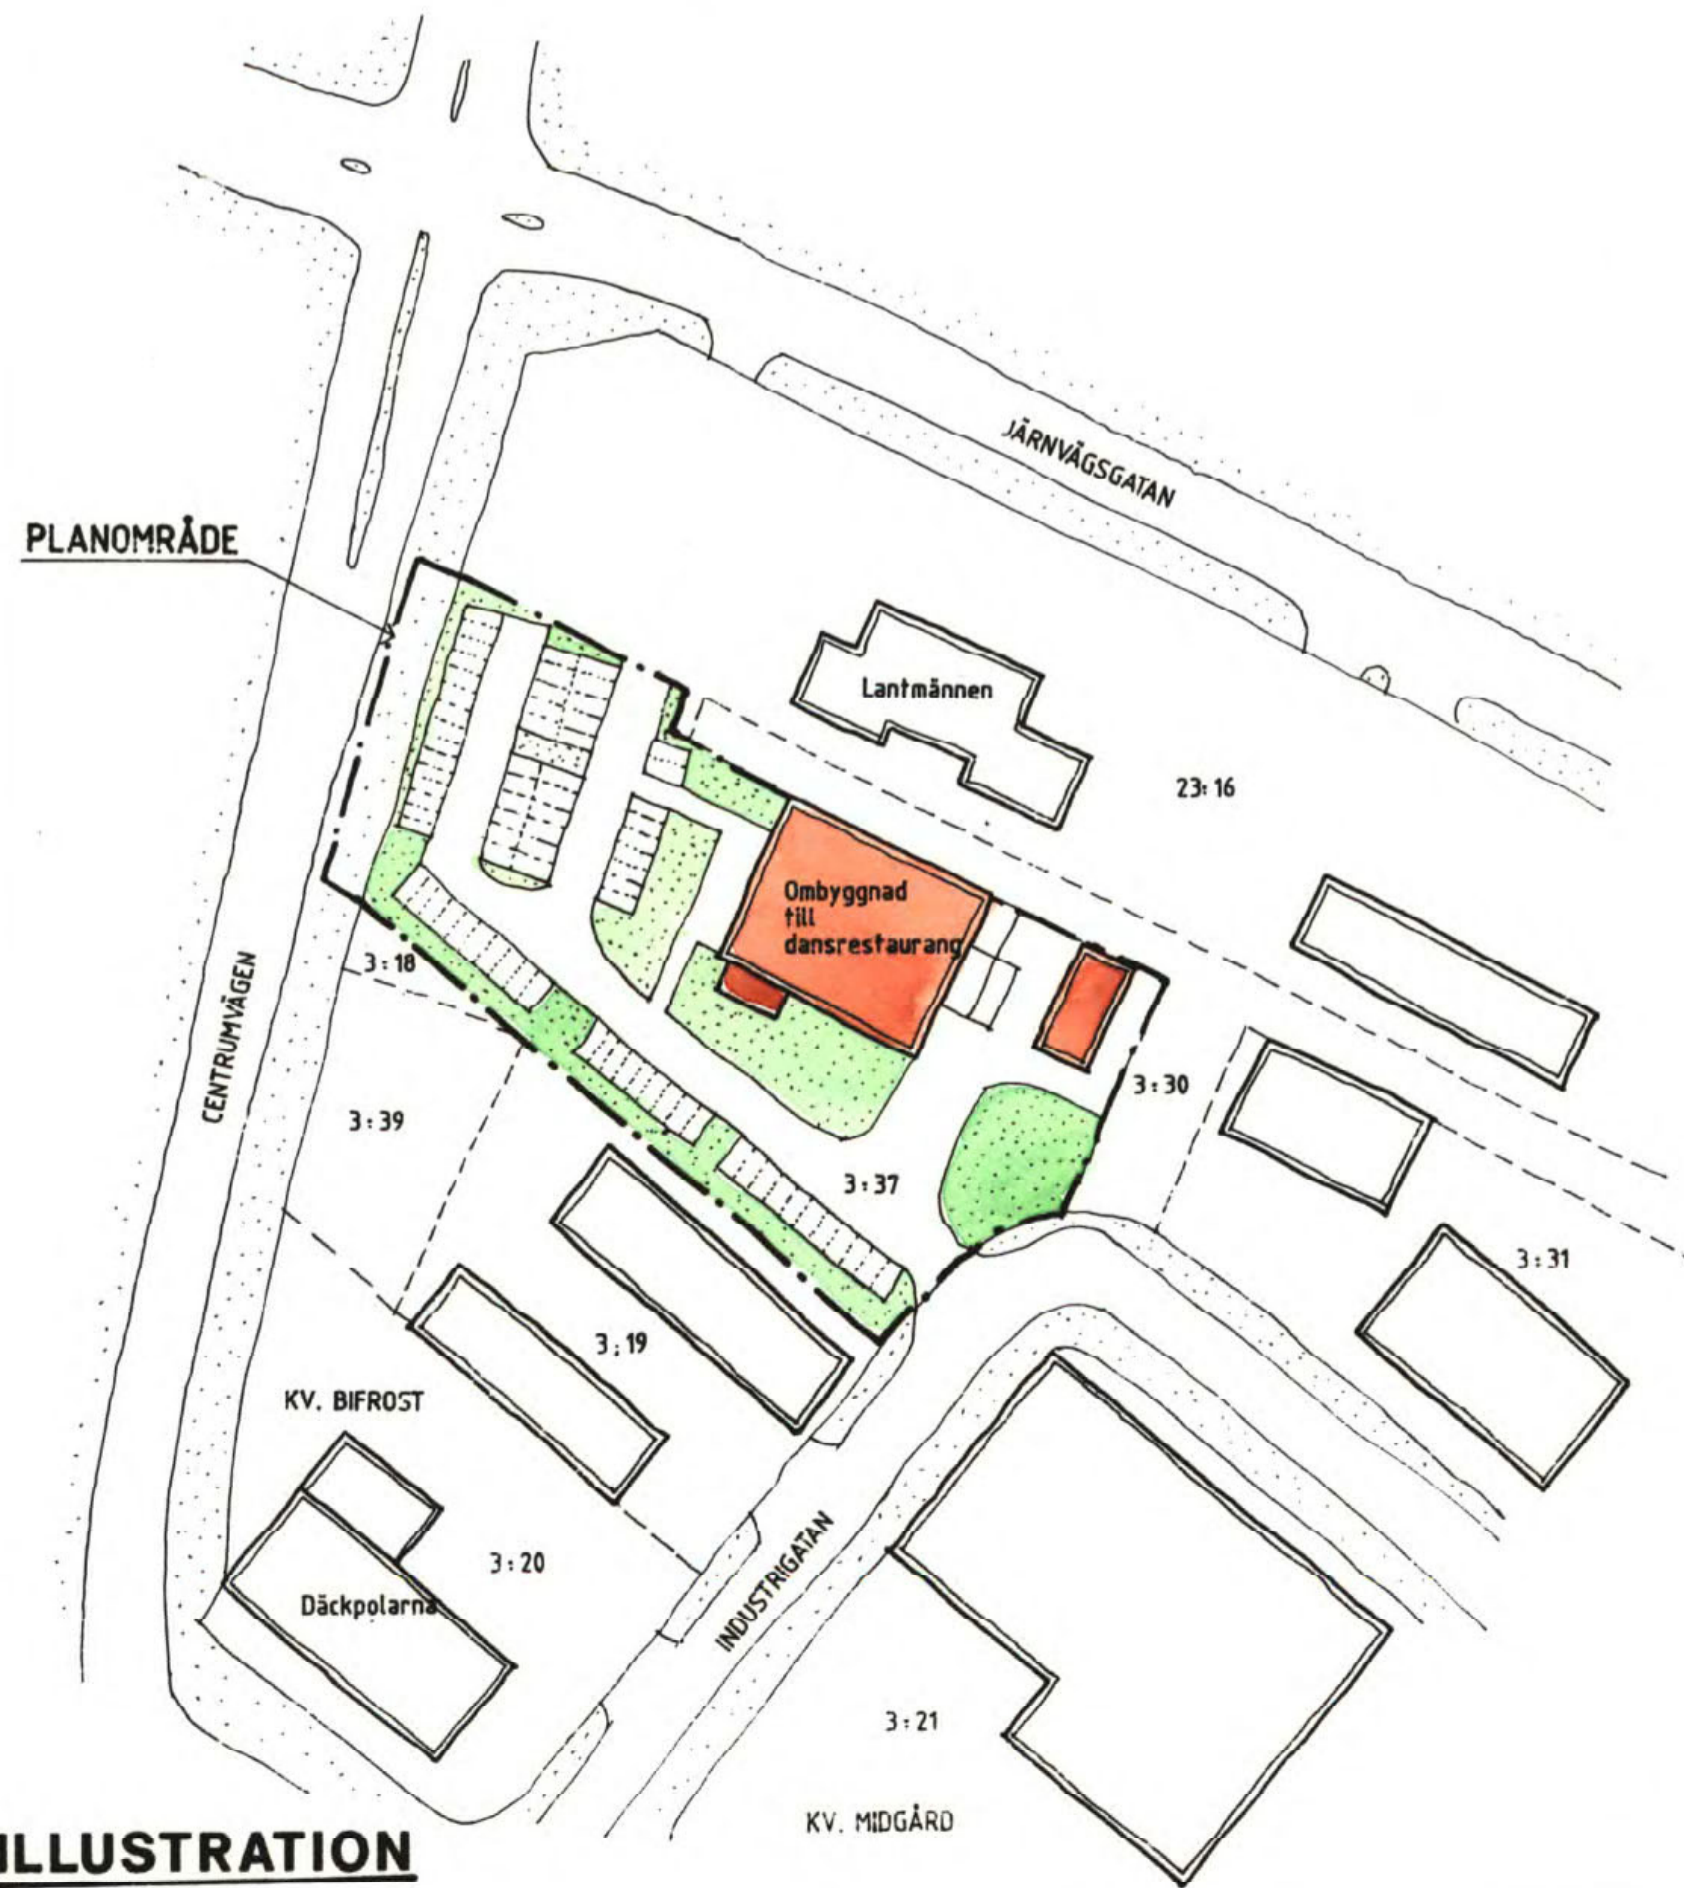 JÄRNVÄGSGATAN
PLANOMRÅDE
Lantmännen
23:16
Ombyggnad
till
dansrestaurang
3:18
CENTRUMVÄGEN
3:30
3:39
3:37
3:31
3:19
KV. BIFROST
3:20
Däckpolarna
INDUSTRIGATAN
3:21
KV. MIDGÅRD
ILLUSTRATION